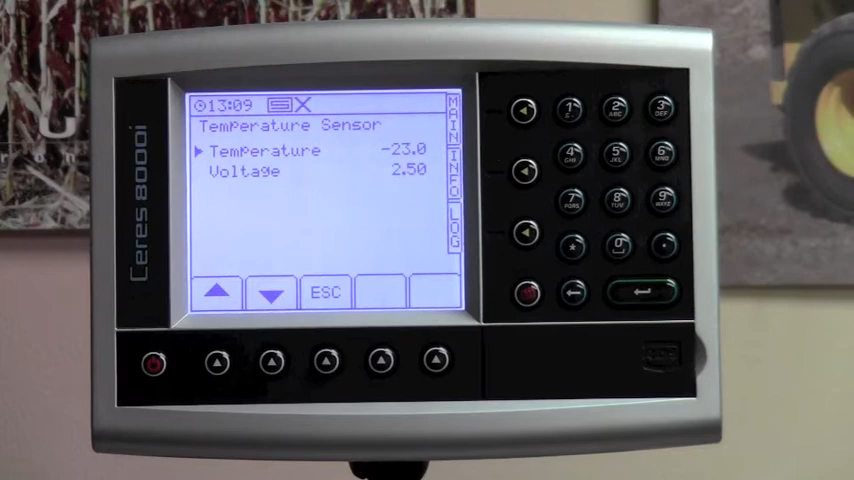 13:09
Temperature Sensor
Temperature -23.0
Voltage 2.50
ESC
MAIN
INFO
LOG
Ceres 8000i
1
2 ABC
3 DEF
4 GHI
5 JKL
6 MNO
7 PQRS
8 TUV
9 WXYZ
*
0
.